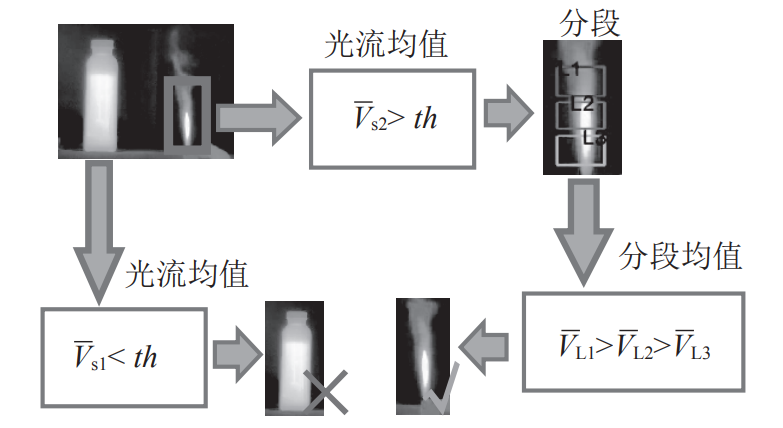 光流均值
分段
L1
L2
L3
V̅s2> th
光流均值
分段均值
V̅s1< th
V̅L1>V̅L2>V̅L3